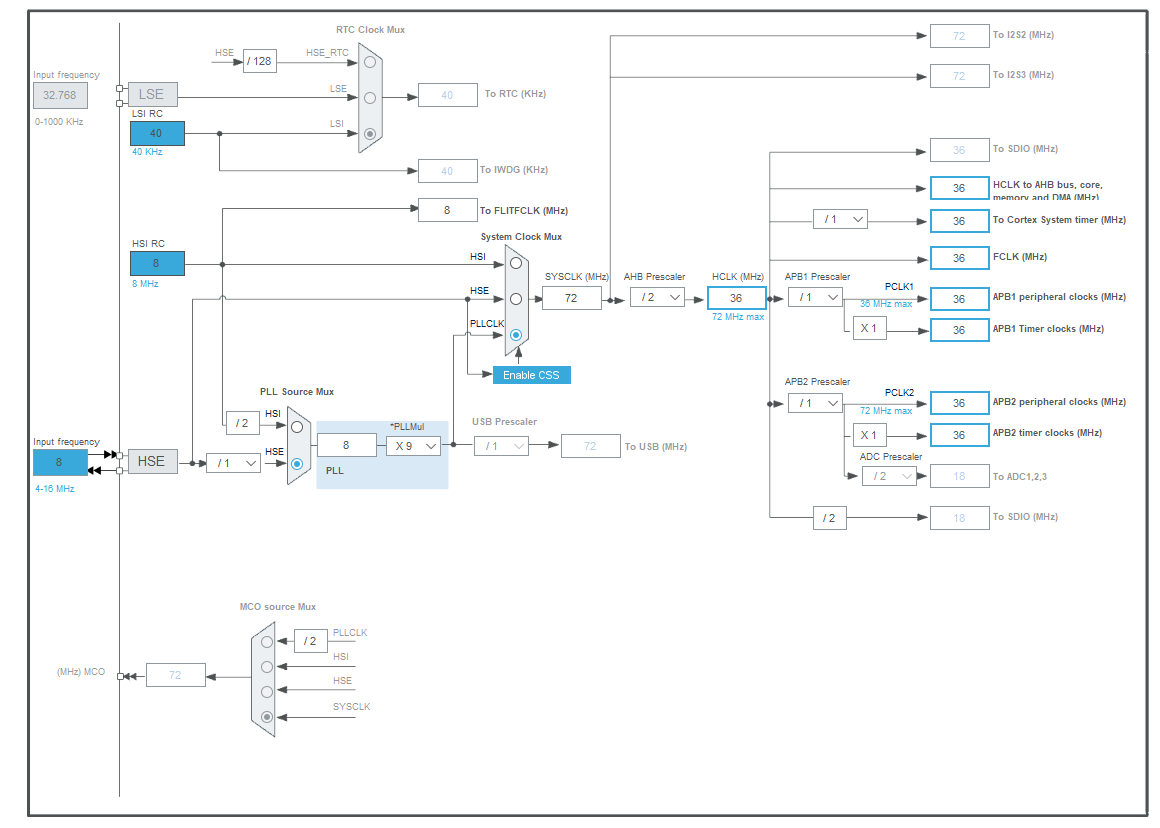 RTC Clock Mux
HSE
/ 128
HSE_RTC
72
To I2S2 (MHz)
Input frequency
32.768
0-1000 KHz
LSE
LSE
40
To RTC (KHz)
72
To I2S3 (MHz)
LSI RC
40
40 KHz
LSI
40
To IWDG (KHz)
36
To SDIO (MHz)
8
To FLITFCLK (MHz)
36
HCLK to AHB bus, core,
memory and DMA (MHz)
/ 1
36
To Cortex System timer (MHz)
System Clock Mux
HSI RC
8
8 MHz
HSI
HSE
PLLCLK
36
FCLK (MHz)
SYSCLK (MHz)
72
AHB Prescaler
/ 2
HCLK (MHz)
36
72 MHz max
APB1 Prescaler
/ 1
PCLK1
36 MHz max
36
APB1 peripheral clocks (MHz)
X 1
36
APB1 Timer clocks (MHz)
Enable CSS
PLL Source Mux
HSI
/ 2
HSE
Input frequency
8
4-16 MHz
HSE
/ 1
8
*PLLMul
X 9
PLL
USB Prescaler
/ 1
72
To USB (MHz)
APB2 Prescaler
/ 1
PCLK2
72 MHz max
36
APB2 peripheral clocks (MHz)
X 1
36
APB2 timer clocks (MHz)
ADC Prescaler
/ 2
18
To ADC1,2,3
/ 2
18
To SDIO (MHz)
MCO source Mux
/ 2
PLLCLK
HSI
HSE
SYSCLK
(MHz) MCO
72